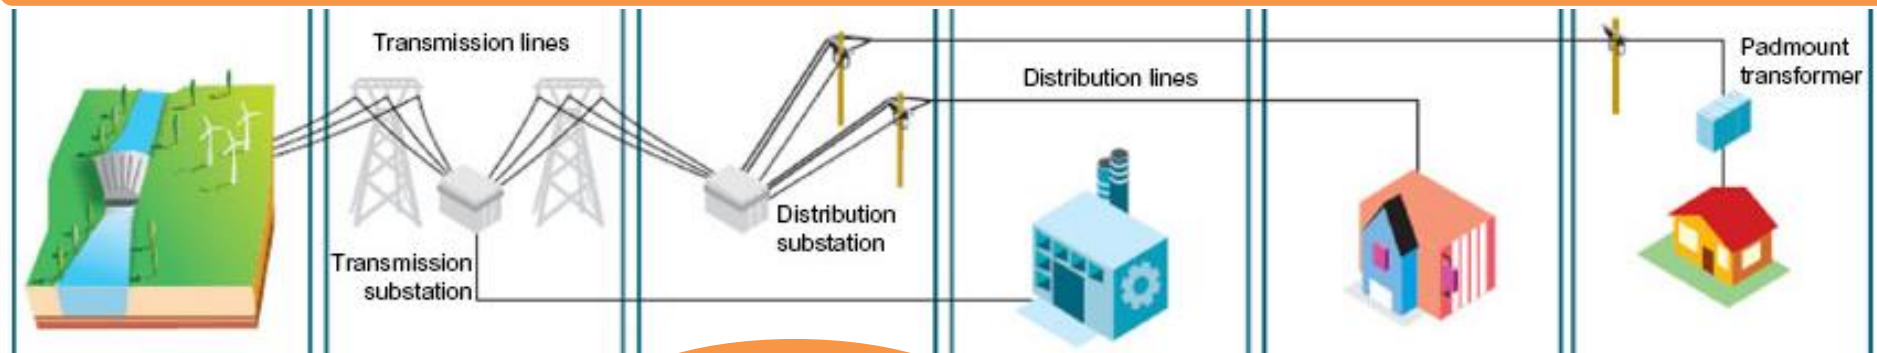 Transmission lines
Transmission
substation
Distribution
substation
Distribution lines
Padmount
transformer